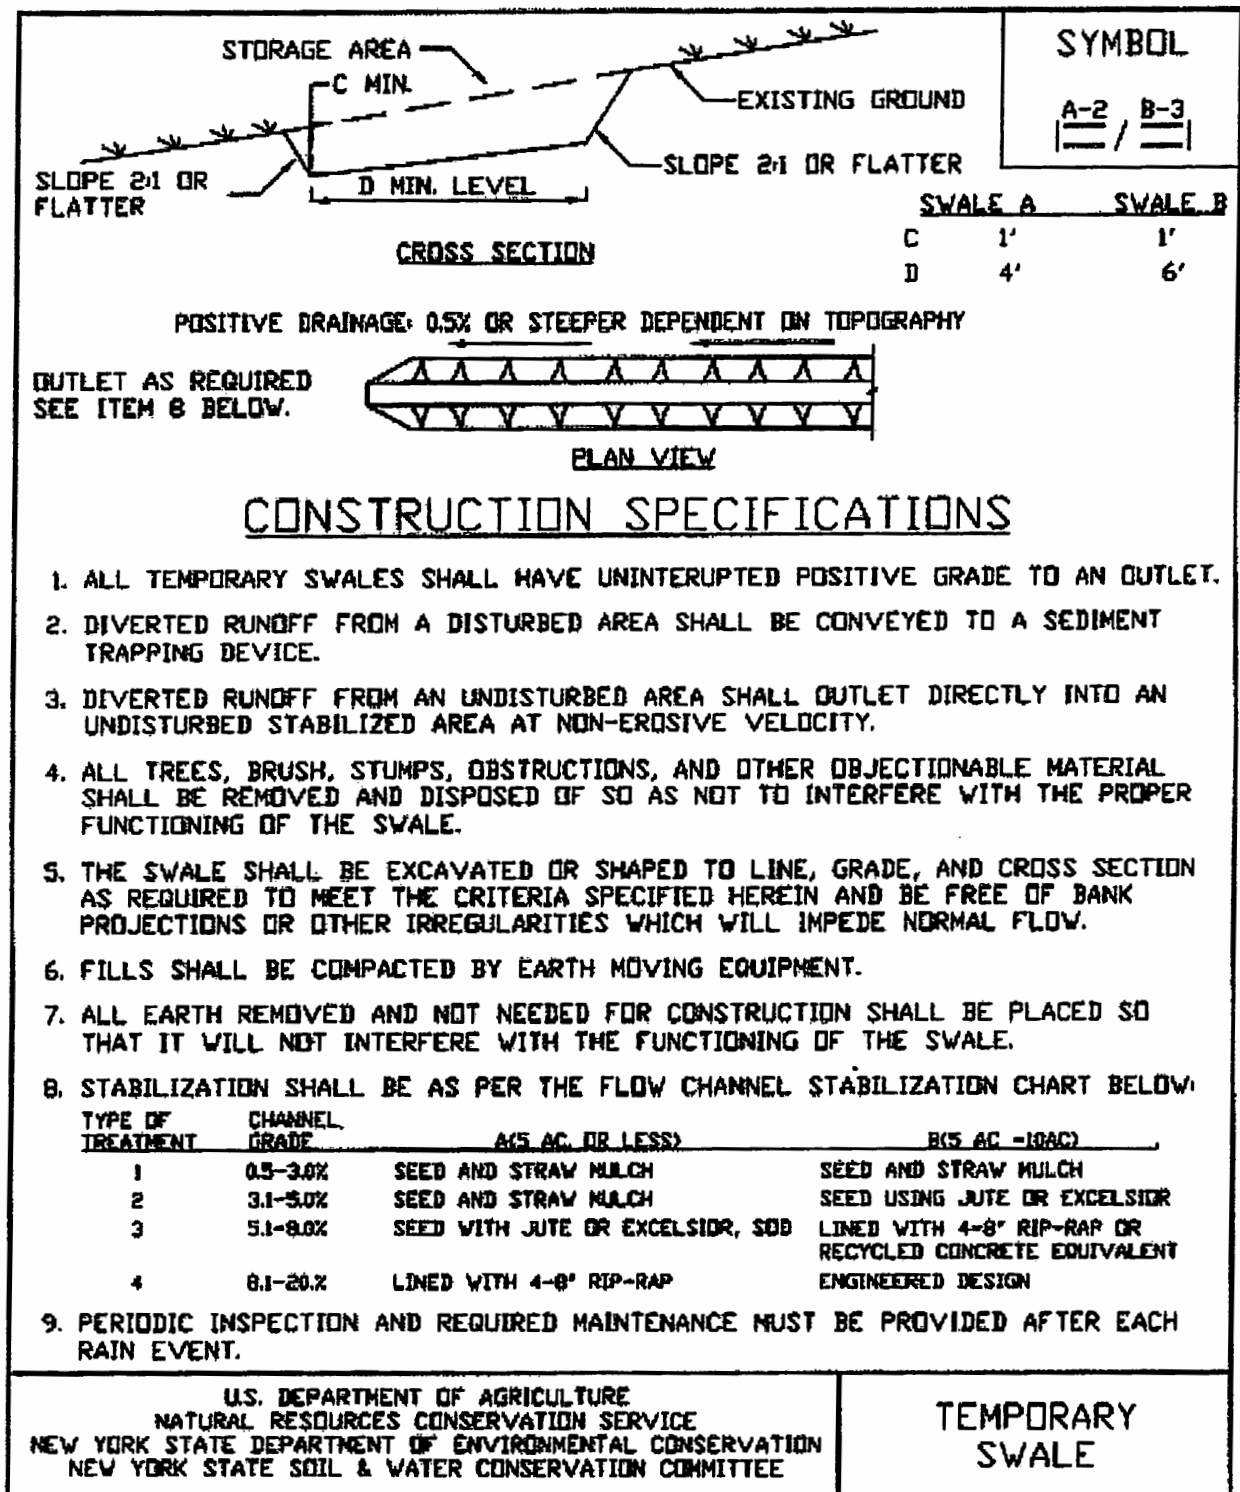 STORAGE AREA
C MIN.
EXISTING GROUND
SLOPE 2:1 OR
FLATTER
D MIN. LEVEL
SLOPE 2:1 OR FLATTER
CROSS SECTION
SYMBOL
A-2 / B-3
SWALE A SWALE B
C 1' 1'
D 4' 6'
POSITIVE DRAINAGE: 0.5% OR STEEPER DEPENDENT ON TOPOGRAPHY
OUTLET AS REQUIRED
SEE ITEM 8 BELOW.
PLAN VIEW
CONSTRUCTION SPECIFICATIONS
1. ALL TEMPORARY SWALES SHALL HAVE UNINTERUPTED POSITIVE GRADE TO AN OUTLET.
2. DIVERTED RUNOFF FROM A DISTURBED AREA SHALL BE CONVEYED TO A SEDIMENT
TRAPPING DEVICE.
3. DIVERTED RUNOFF FROM AN UNDISTURBED AREA SHALL OUTLET DIRECTLY INTO AN
UNDISTURBED STABILIZED AREA AT NON-EROSIVE VELOCITY.
4. ALL TREES, BRUSH, STUMPS, OBSTRUCTIONS, AND OTHER OBJECTIONABLE MATERIAL
SHALL BE REMOVED AND DISPOSED OF SO AS NOT TO INTERFERE WITH THE PROPER
FUNCTIONING OF THE SWALE.
5. THE SWALE SHALL BE EXCAVATED OR SHAPED TO LINE, GRADE, AND CROSS SECTION
AS REQUIRED TO MEET THE CRITERIA SPECIFIED HEREIN AND BE FREE OF BANK
PROJECTIONS OR OTHER IRREGULARITIES WHICH WILL IMPEDE NORMAL FLOW.
6. FILLS SHALL BE COMPACTED BY EARTH MOVING EQUIPMENT.
7. ALL EARTH REMOVED AND NOT NEEDED FOR CONSTRUCTION SHALL BE PLACED SO
THAT IT WILL NOT INTERFERE WITH THE FUNCTIONING OF THE SWALE.
8. STABILIZATION SHALL BE AS PER THE FLOW CHANNEL STABILIZATION CHART BELOW:
TYPE OF CHANNEL
TREATMENT GRADE A(5 AC. OR LESS) B(5 AC -10AC)
1 0.5-3.0% SEED AND STRAW MULCH SEED AND STRAW MULCH
2 3.1-5.0% SEED AND STRAW MULCH SEED USING JUTE OR EXCELSIOR
3 5.1-8.0% SEED WITH JUTE OR EXCELSIOR, SOD LINED WITH 4-8" RIP-RAP OR
RECYCLED CONCRETE EQUIVALENT
4 8.1-20.% LINED WITH 4-8" RIP-RAP ENGINEERED DESIGN
9. PERIODIC INSPECTION AND REQUIRED MAINTENANCE MUST BE PROVIDED AFTER EACH
RAIN EVENT.
U.S. DEPARTMENT OF AGRICULTURE
NATURAL RESOURCES CONSERVATION SERVICE
NEW YORK STATE DEPARTMENT OF ENVIRONMENTAL CONSERVATION
NEW YORK STATE SOIL & WATER CONSERVATION COMMITTEE
TEMPORARY
SWALE